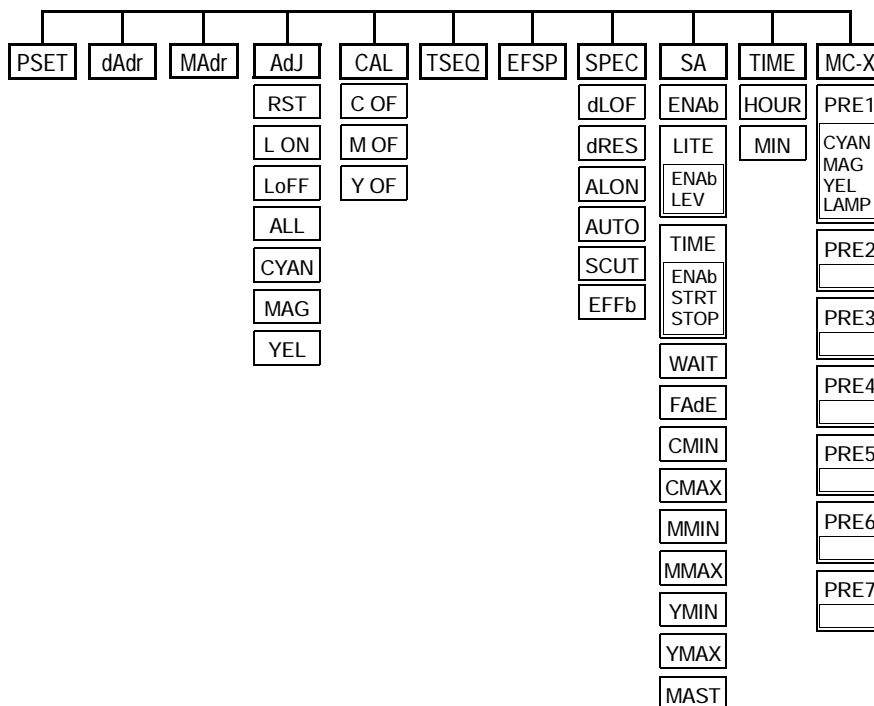 PSET dAdr MAdr AdJ CAL TSEQ EFSP SPEC SA TIME MC-X
RST
L ON
LoFF
ALL
CYAN
MAG
YEL
C OF
M OF
Y OF
dLOF
dRES
ALON
AUTO
SCUT
EFFb
ENAb
LITE
ENAb
LEV
TIME
ENAb
STRT
STOP
WAIT
FAdE
CMIN
CMAX
MMIN
MMAX
YMIN
YMAX
MAST
HOUR
MIN
PRE1
CYAN
MAG
YEL
LAMP
PRE2
PRE3
PRE4
PRE5
PRE6
PRE7